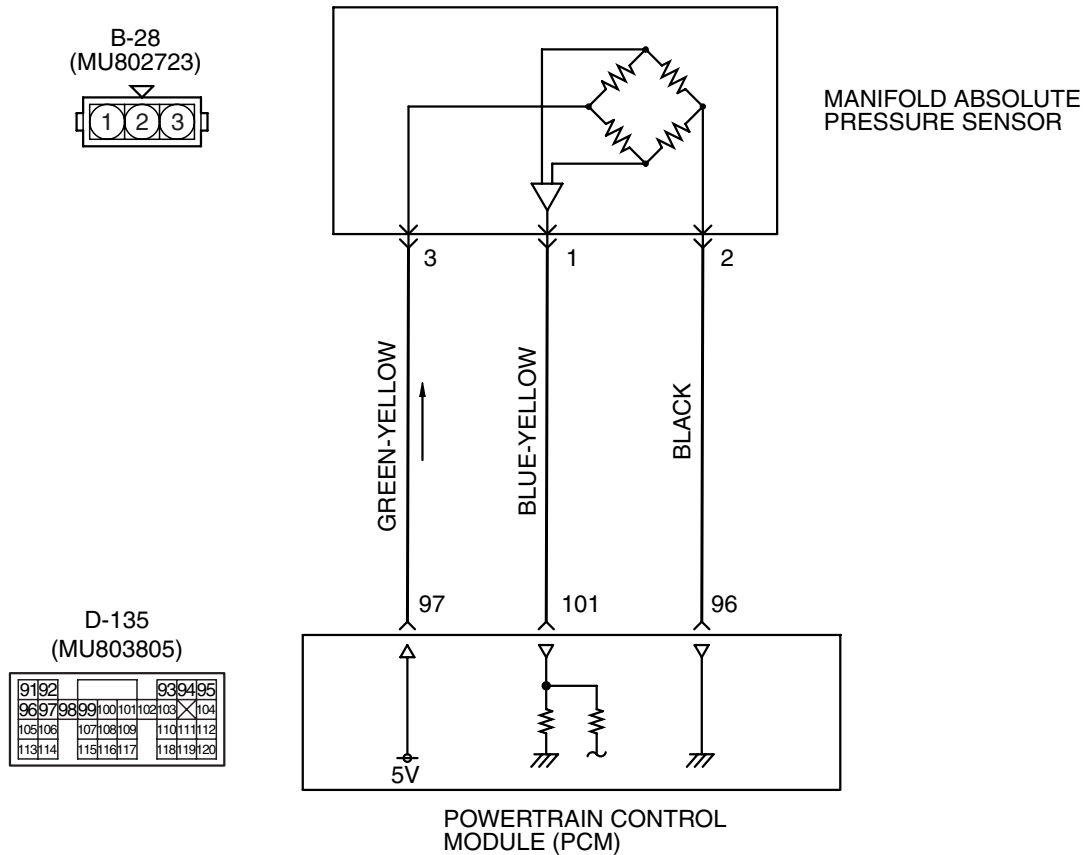 B-28
(MU802723)
1 2 3
MANIFOLD ABSOLUTE
PRESSURE SENSOR
3 1 2
GREEN-YELLOW
BLUE-YELLOW
BLACK
97 101 96
D-135
(MU803805)
91 92 93 94 95
96 97 98 99 100 101 102 103 104
105 106 107 108 109 110 111 112
113 114 115 116 117 118 119 120
5V
POWERTRAIN CONTROL
MODULE (PCM)